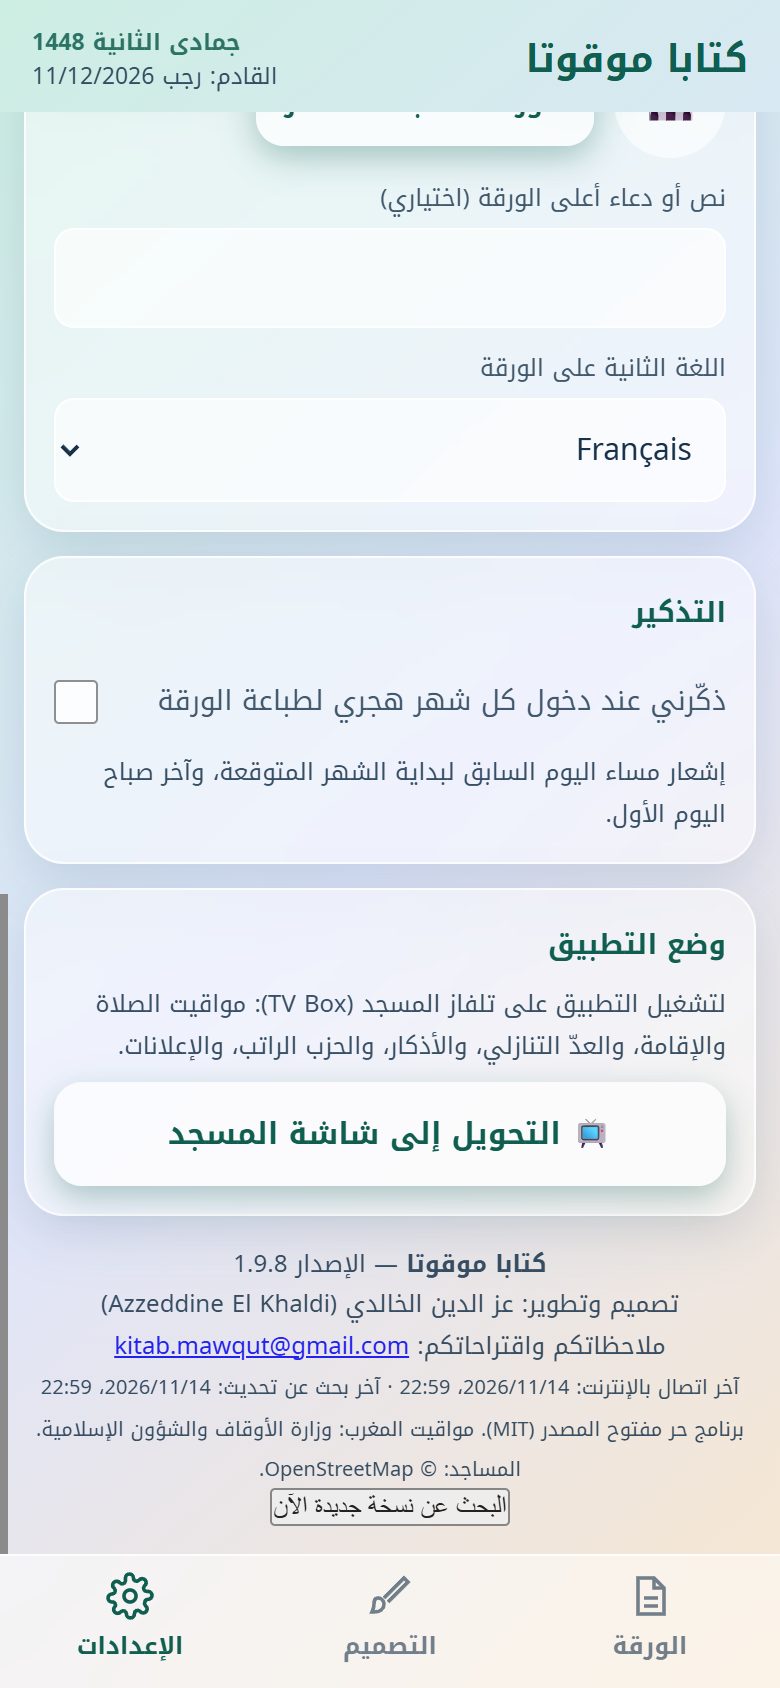 كتابا موقوتا
جمادى الثانية 1448
القادم: رجب 11/12/2026
نص أو دعاء أعلى الورقة (اختياري)
اللغة الثانية على الورقة
Français
التذكير
ذكّرني عند دخول كل شهر هجري لطباعة الورقة
إشعار مساء اليوم السابق لبداية الشهر المتوقعة، وآخر صباح
اليوم الأول.
وضع التطبيق
لتشغيل التطبيق على تلفاز المسجد (TV Box): مواقيت الصلاة
والإقامة، والعدّ التنازلي، والأذكار، والحزب الراتب، والإعلانات.
📺 التحويل إلى شاشة المسجد
كتابا موقوتا — الإصدار 1.9.8
تصميم وتطوير: عز الدين الخالدي (Azzeddine El Khaldi)
ملاحظاتكم واقتراحاتكم: kitab.mawqut@gmail.com
آخر اتصال بالإنترنت: 2026/11/14، 22:59 · آخر بحث عن تحديث: 2026/11/14، 22:59
برنامج حر مفتوح المصدر (MIT). مواقيت المغرب: وزارة الأوقاف والشؤون الإسلامية.
المساجد: © OpenStreetMap.
البحث عن نسخة جديدة الآن
الورقة
التصميم
الإعدادات